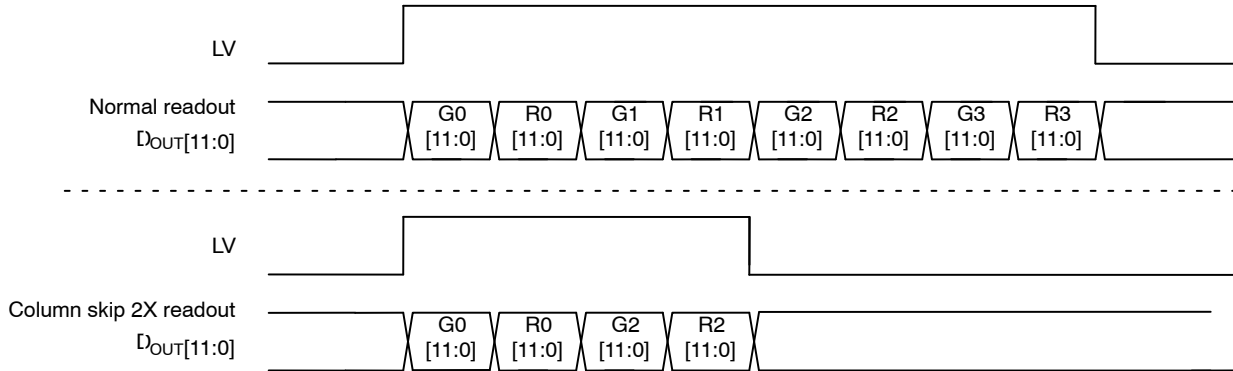 LV
Normal readout
DOUT[11:0]
G0 R0 G1 R1 G2 R2 G3 R3
[11:0] [11:0] [11:0] [11:0] [11:0] [11:0] [11:0] [11:0]
LV
Column skip 2X readout
DOUT[11:0]
G0 R0 G2 R2
[11:0] [11:0] [11:0] [11:0]